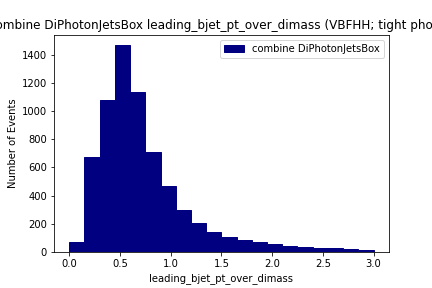 ombine DiPhotonJetsBox leading_bjet_pt_over_dimass (VBFHH; tight pho
combine DiPhotonJetsBox
1400
1200
1000
800
600
400
200
0
Number of Events
0.0 0.5 1.0 1.5 2.0 2.5 3.0
leading_bjet_pt_over_dimass